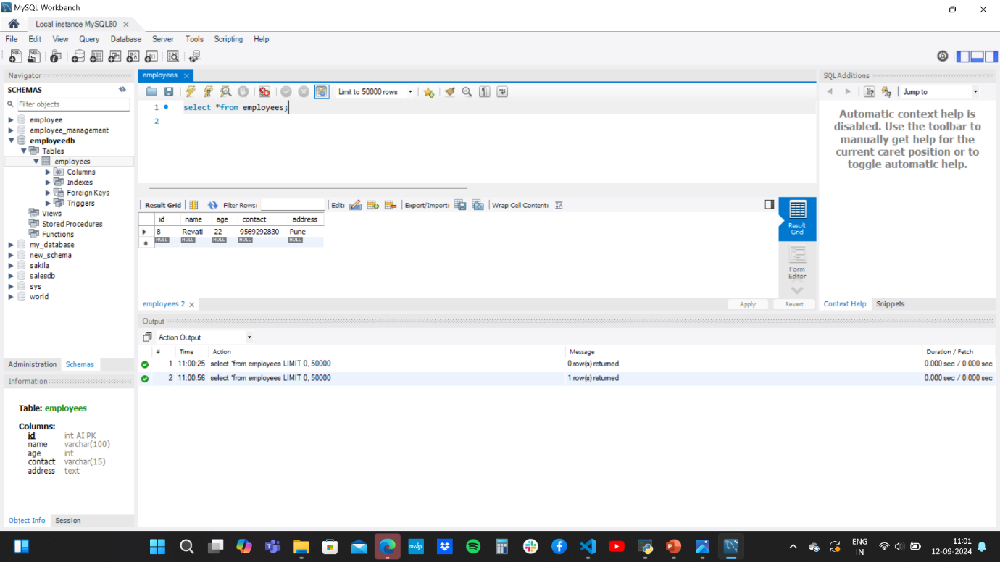 MySQL Workbench
Local instance MySQL80
File Edit View Query Database Server Tools Scripting Help
Navigator
SCHEMAS
Filter objects
employee
employee_management
employeedb
Tables
employees
Columns
Indexes
Foreign Keys
Triggers
Views
Stored Procedures
Functions
my_database
new_schema
sakila
salesdb
sys
world
Administration Schemas
Information
Table: employees
Columns:
id int AI PK
name varchar(100)
age int
contact varchar(15)
address text
Object Info Session
employees
Limit to 50000 rows
1 select *from employees;
2
Result Grid Filter Rows: Edit: Export/Import: Wrap Cell Content:
id name age contact address
8 Revati 22 9569292830 Pune
NULL NULL NULL NULL NULL
Result Grid
Form Editor
employees 2
Apply Revert
SQLAdditions
Jump to
Automatic context help is
disabled. Use the toolbar to
manually get help for the
current caret position or to
toggle automatic help.
Context Help Snippets
Output
Action Output
# Time Action Message Duration / Fetch
1 11:00:25 select *from employees LIMIT 0, 50000 0 row(s) returned 0.000 sec / 0.000 sec
2 11:00:56 select *from employees LIMIT 0, 50000 1 row(s) returned 0.000 sec / 0.000 sec
myhp
ENG
IN
11:01
12-09-2024